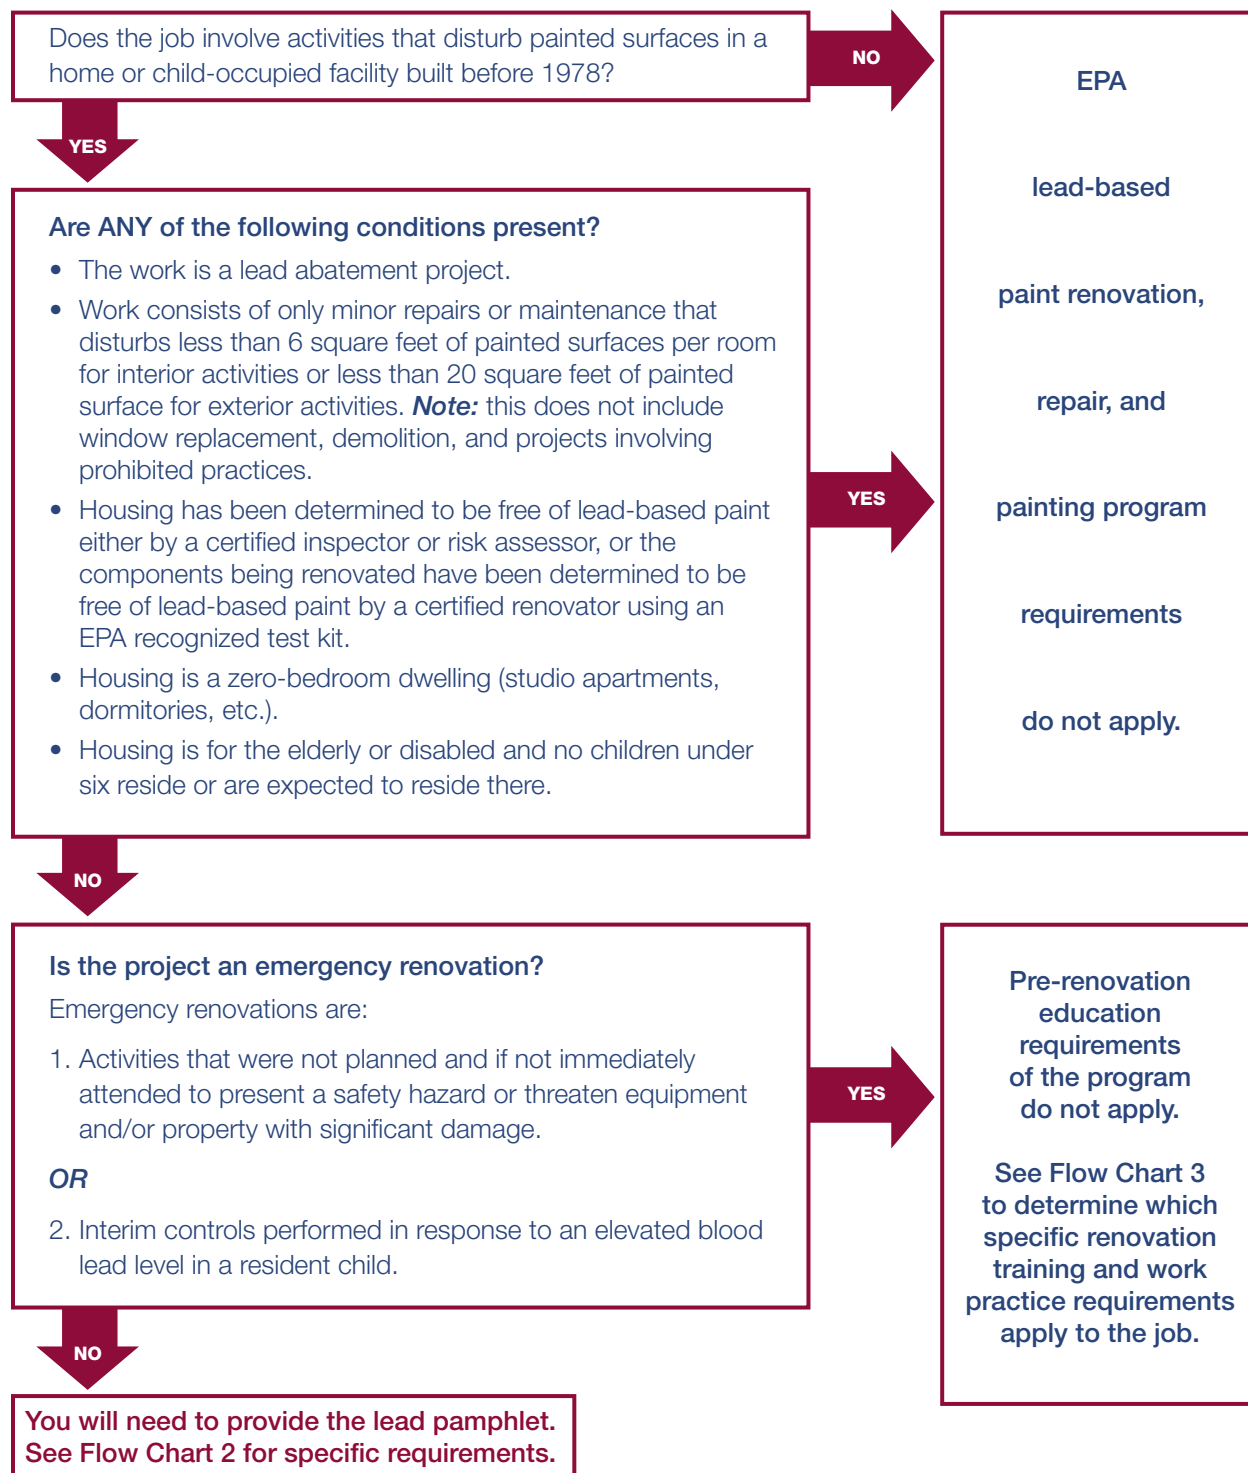 Does the job involve activities that disturb painted surfaces in a
home or child-occupied facility built before 1978?
NO
YES
EPA
lead-based
paint renovation,
repair, and
painting program
requirements
do not apply.
Are ANY of the following conditions present?
• The work is a lead abatement project.
• Work consists of only minor repairs or maintenance that
disturbs less than 6 square feet of painted surfaces per room
for interior activities or less than 20 square feet of painted
surface for exterior activities. Note: this does not include
window replacement, demolition, and projects involving
prohibited practices.
• Housing has been determined to be free of lead-based paint
either by a certified inspector or risk assessor, or the
components being renovated have been determined to be
free of lead-based paint by a certified renovator using an
EPA recognized test kit.
• Housing is a zero-bedroom dwelling (studio apartments,
dormitories, etc.).
• Housing is for the elderly or disabled and no children under
six reside or are expected to reside there.
YES
NO
Is the project an emergency renovation?
Emergency renovations are:
1. Activities that were not planned and if not immediately
attended to present a safety hazard or threaten equipment
and/or property with significant damage.
OR
2. Interim controls performed in response to an elevated blood
lead level in a resident child.
YES
Pre-renovation
education
requirements
of the program
do not apply.
See Flow Chart 3
to determine which
specific renovation
training and work
practice requirements
apply to the job.
NO
You will need to provide the lead pamphlet.
See Flow Chart 2 for specific requirements.